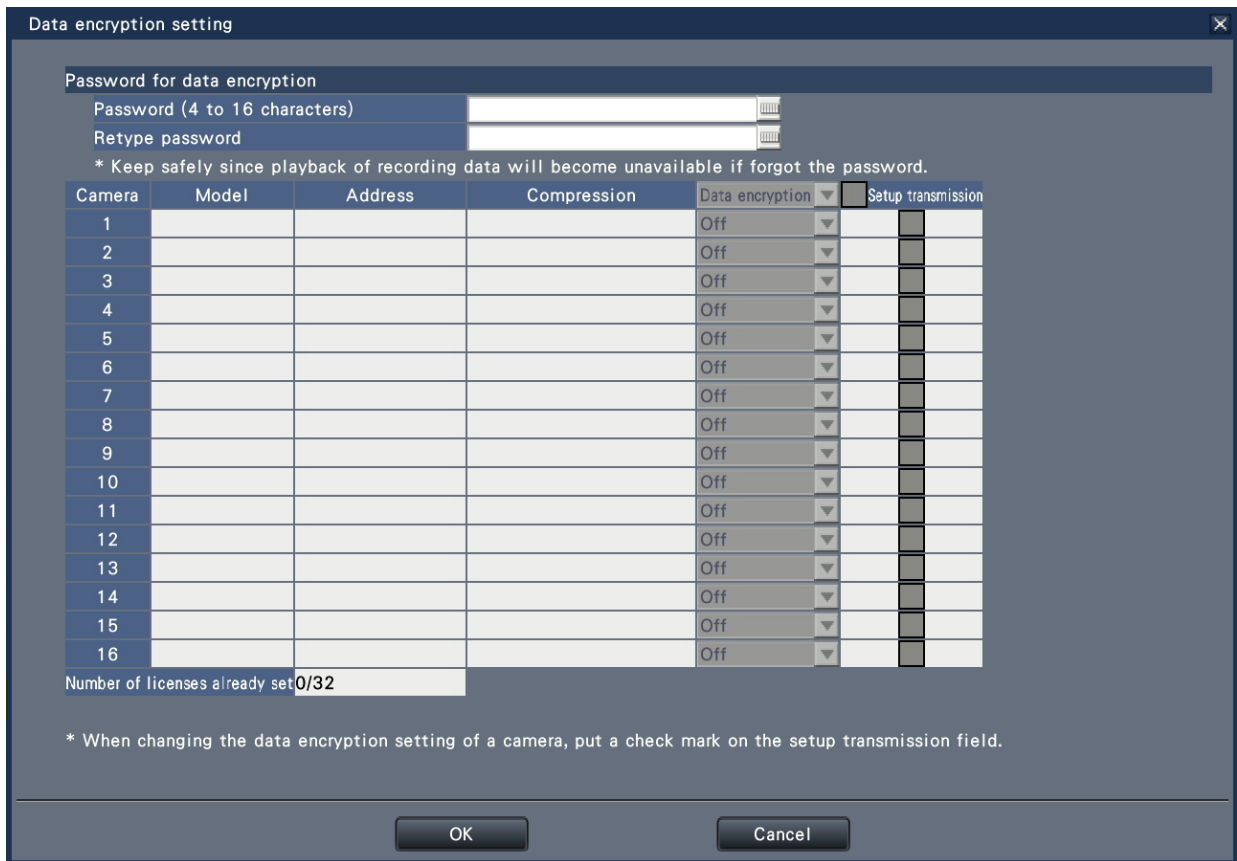 Data encryption setting
Password for data encryption
Password (4 to 16 characters)
Retype password
* Keep safely since playback of recording data will become unavailable if forgot the password.
Camera Model Address Compression Data encryption Setup transmission
1 Off
2 Off
3 Off
4 Off
5 Off
6 Off
7 Off
8 Off
9 Off
10 Off
11 Off
12 Off
13 Off
14 Off
15 Off
16 Off
Number of licenses already set 0/32
* When changing the data encryption setting of a camera, put a check mark on the setup transmission field.
OK Cancel